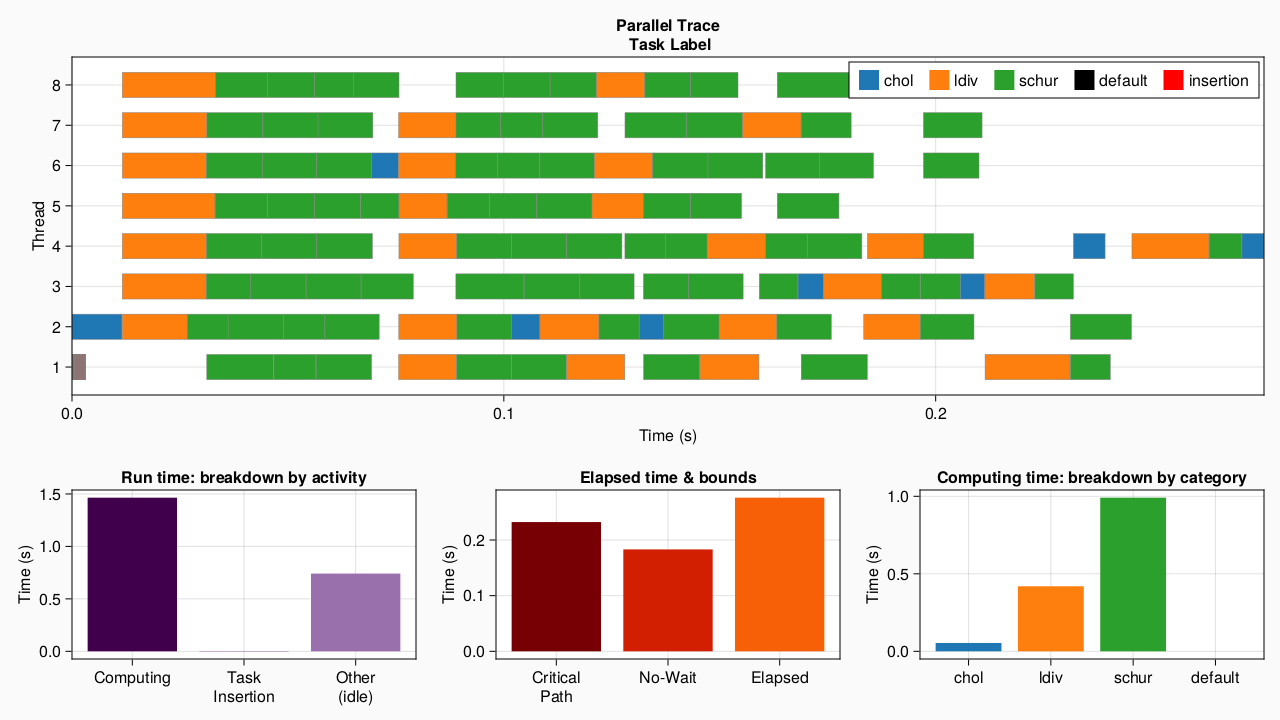 Parallel Trace
Task Label
chol ldiv schur default insertion
8
7
6
5
4
3
2
1
Thread
0.0 0.1 0.2
Time (s)
Run time: breakdown by activity
1.5
1.0
0.5
0.0
Time (s)
Computing Task Insertion Other (idle)
Elapsed time & bounds
0.2
0.1
0.0
Time (s)
Critical Path No-Wait Elapsed
Computing time: breakdown by category
1.0
0.5
0.0
Time (s)
chol ldiv schur default